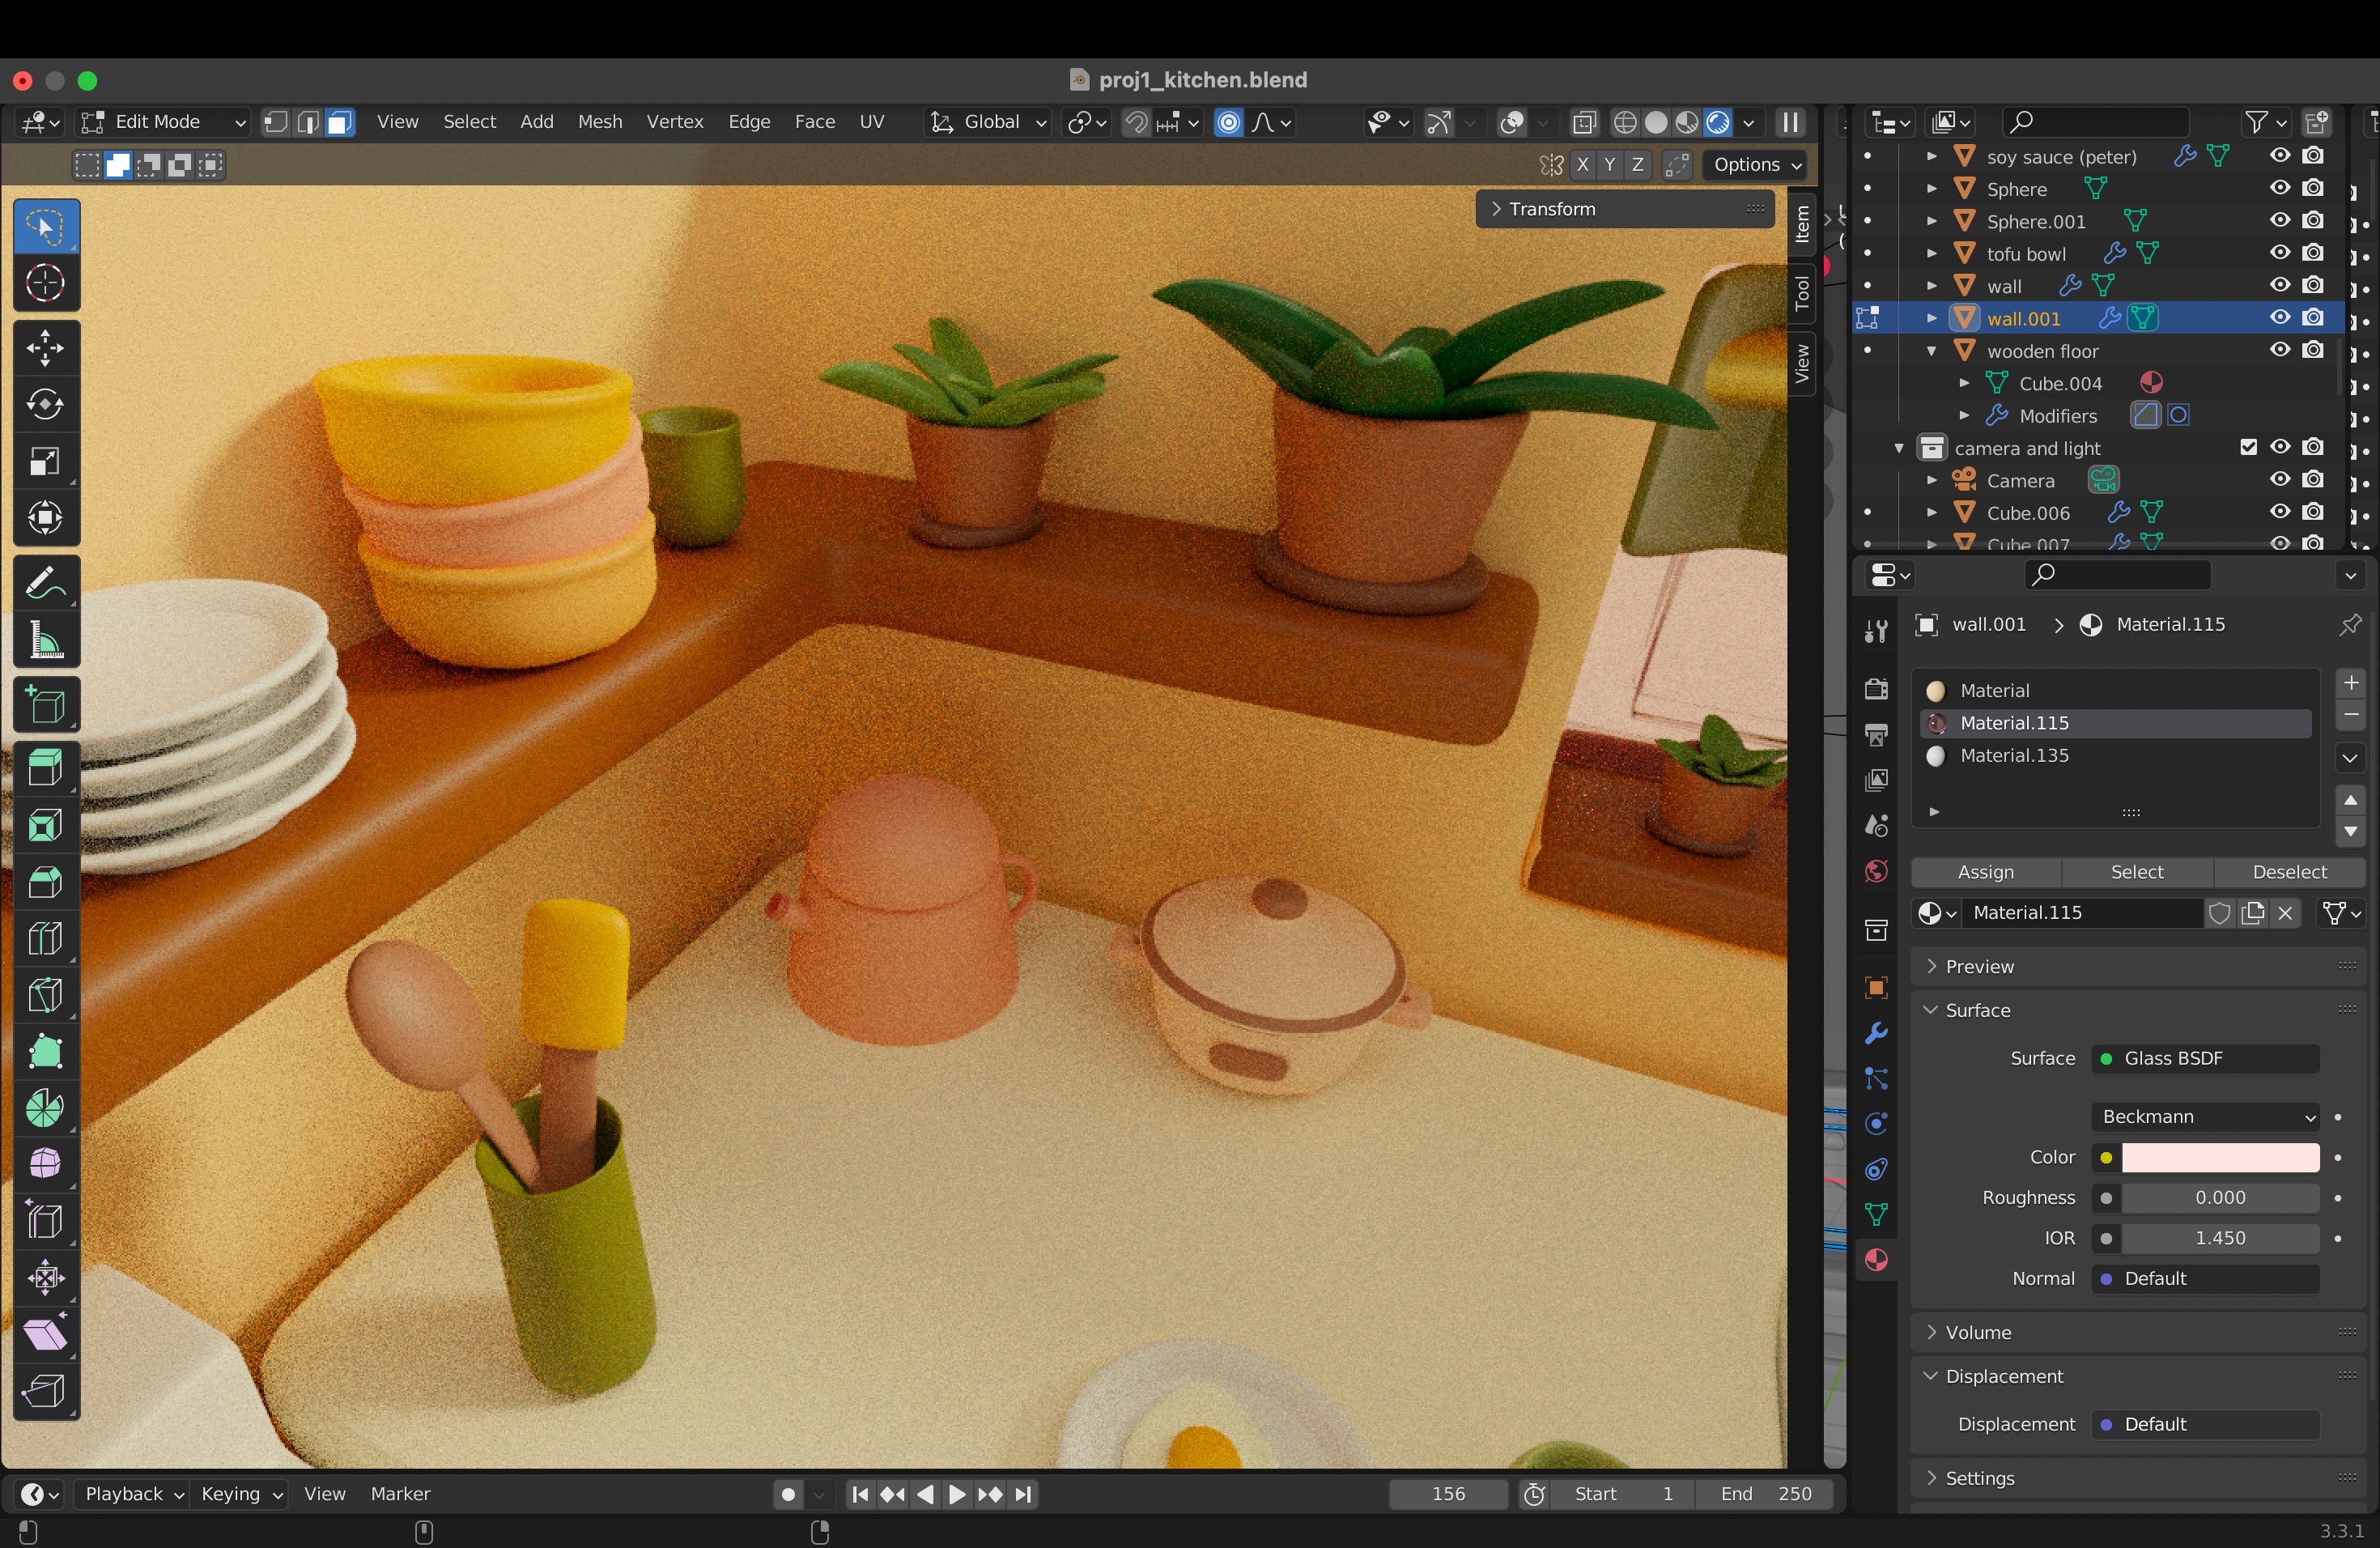 proj1_kitchen.blend
Edit Mode View Select Add Mesh Vertex Edge Face UV Global
X Y Z Options
Transform
Item
Tool
View
soy sauce (peter)
Sphere
Sphere.001
tofu bowl
wall
wall.001
wooden floor
Cube.004
Modifiers
camera and light
Camera
Cube.006
Cube.007
wall.001 > Material.115
Material
Material.115
Material.135
Assign Select Deselect
Material.115
Preview
Surface
Surface Glass BSDF
Beckmann
Color
Roughness 0.000
IOR 1.450
Normal Default
Volume
Displacement
Displacement Default
Settings
Playback Keying View Marker 156 Start 1 End 250
3.3.1